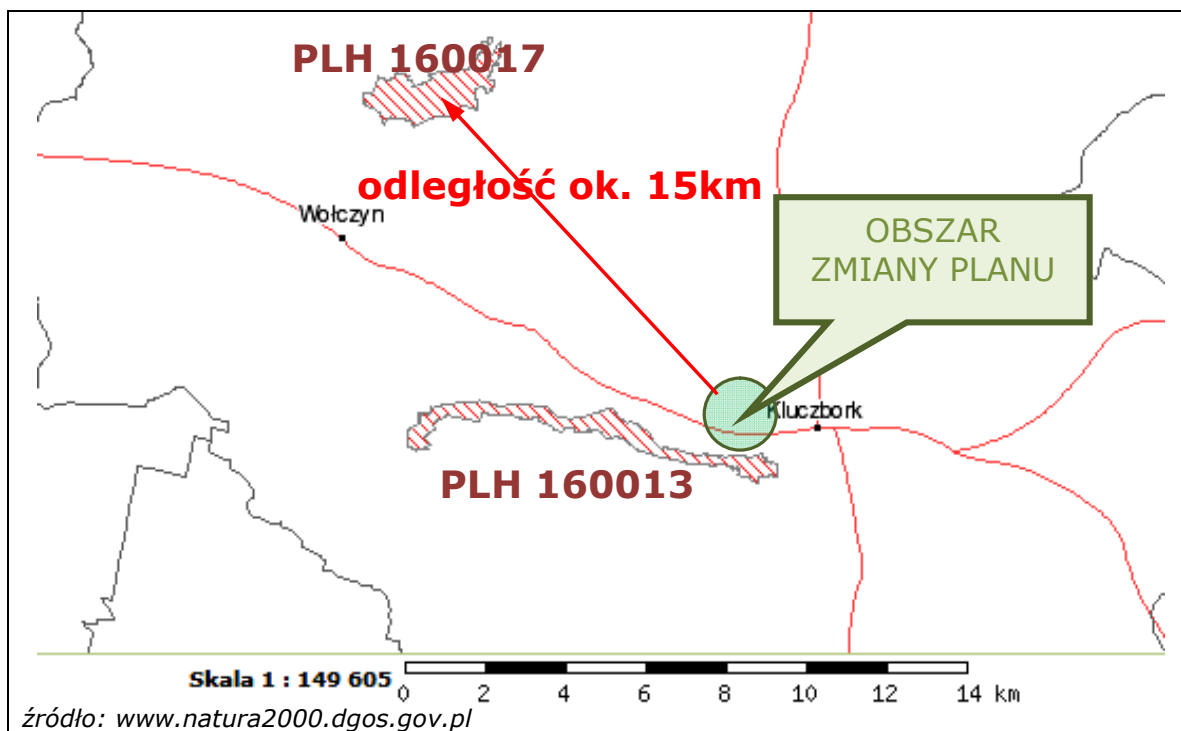 PLH 160017
odległość ok. 15km
Wołczyn
OBSZAR
ZMIANY PLANU
Kluczbork
PLH 160013
Skala 1 : 149 605
0 2 4 6 8 10 12 14 km
źródło: www.natura2000.dgos.gov.pl